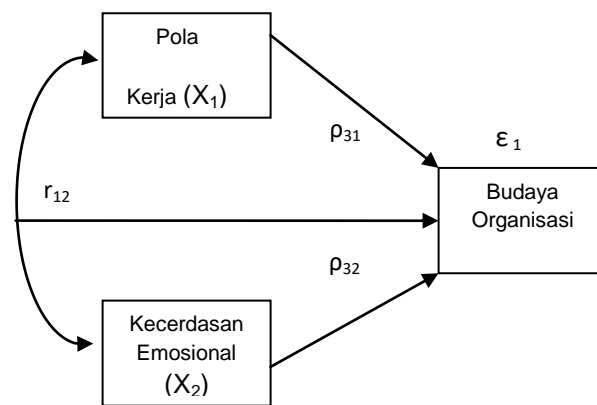 Pola
Kerja (X₁)
ρ₃₁
ε ₁
r₁₂
Budaya
Organisasi
ρ₃₂
Kecerdasan
Emosional
(X₂)